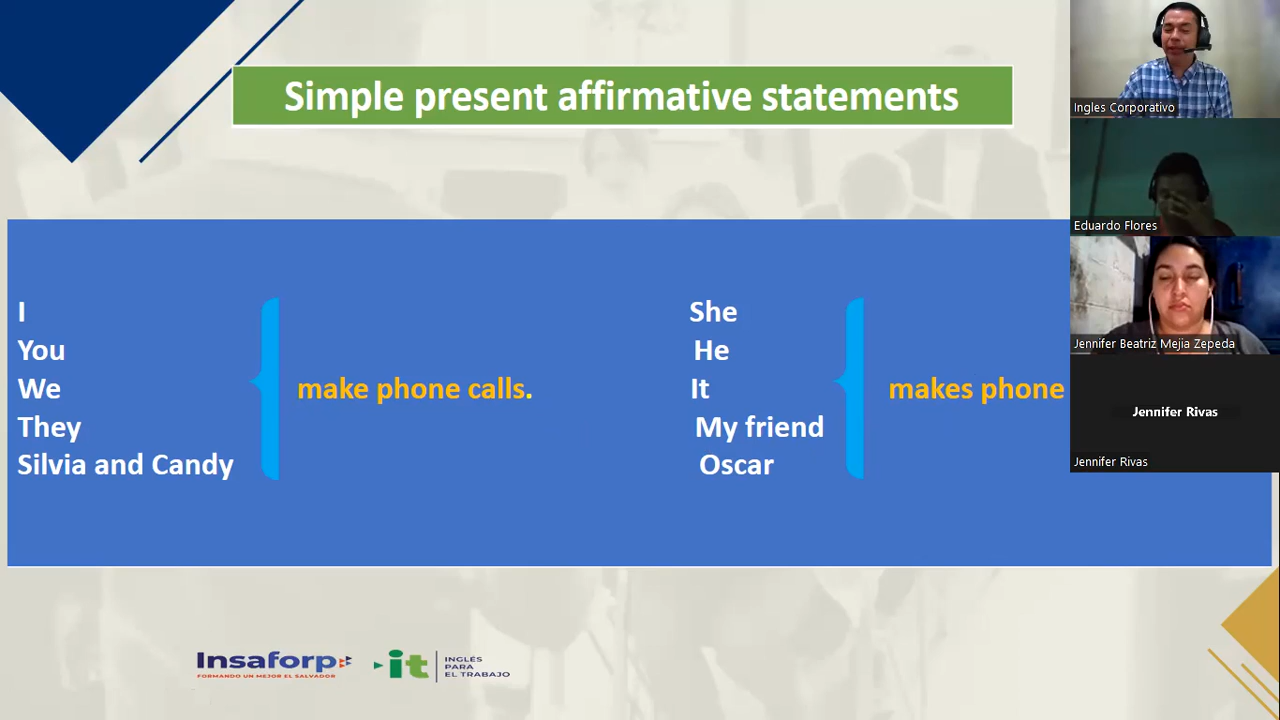 Simple present affirmative statements
I
You
We
They
Silvia and Candy
make phone calls.
She
He
It
My friend
Oscar
makes phone
Ingles Corporativo
Eduardo Flores
Jennifer Beatriz Mejia Zepeda
Jennifer Rivas
Jennifer Rivas
Insaforp
FORMANDO UN MEJOR EL SALVADOR
it
INGLÉS
PARA
EL TRABAJO